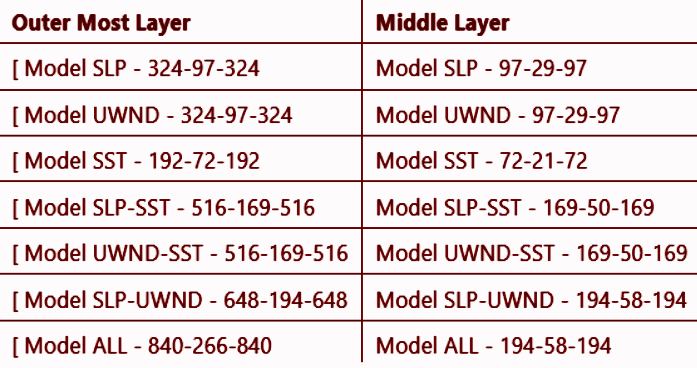 Outer Most Layer Middle Layer
[ Model SLP - 324-97-324 Model SLP - 97-29-97
[ Model UWND - 324-97-324 Model UWND - 97-29-97
[ Model SST - 192-72-192 Model SST - 72-21-72
[ Model SLP-SST - 516-169-516 Model SLP-SST - 169-50-169
[ Model UWND-SST - 516-169-516 Model UWND-SST - 169-50-169
[ Model SLP-UWND - 648-194-648 Model SLP-UWND - 194-58-194
[ Model ALL - 840-266-840 Model ALL - 194-58-194